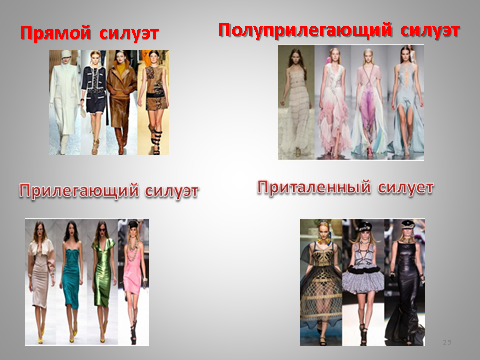 Прямой силуэт
Полуприлегающий силуэт
Прилегающий силуэт
Приталенный силует